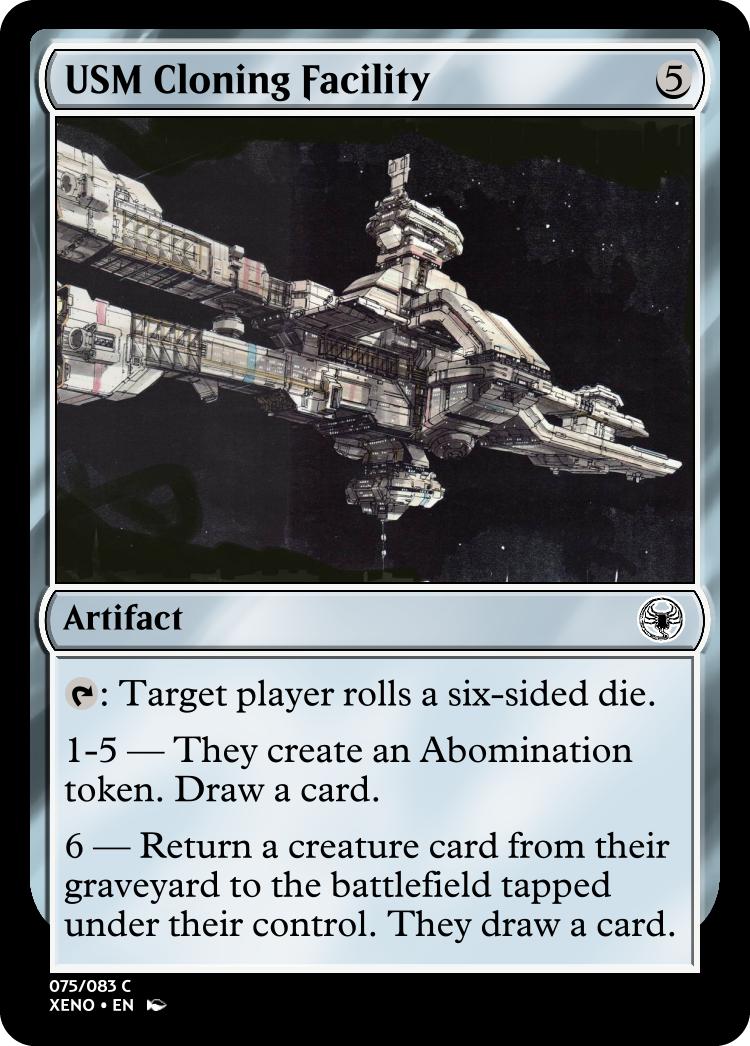 USM Cloning Facility 5
Artifact
: Target player rolls a six-sided die.
1-5 — They create an Abomination
token. Draw a card.
6 — Return a creature card from their
graveyard to the battlefield tapped
under their control. They draw a card.
075/083 C
XENO • EN